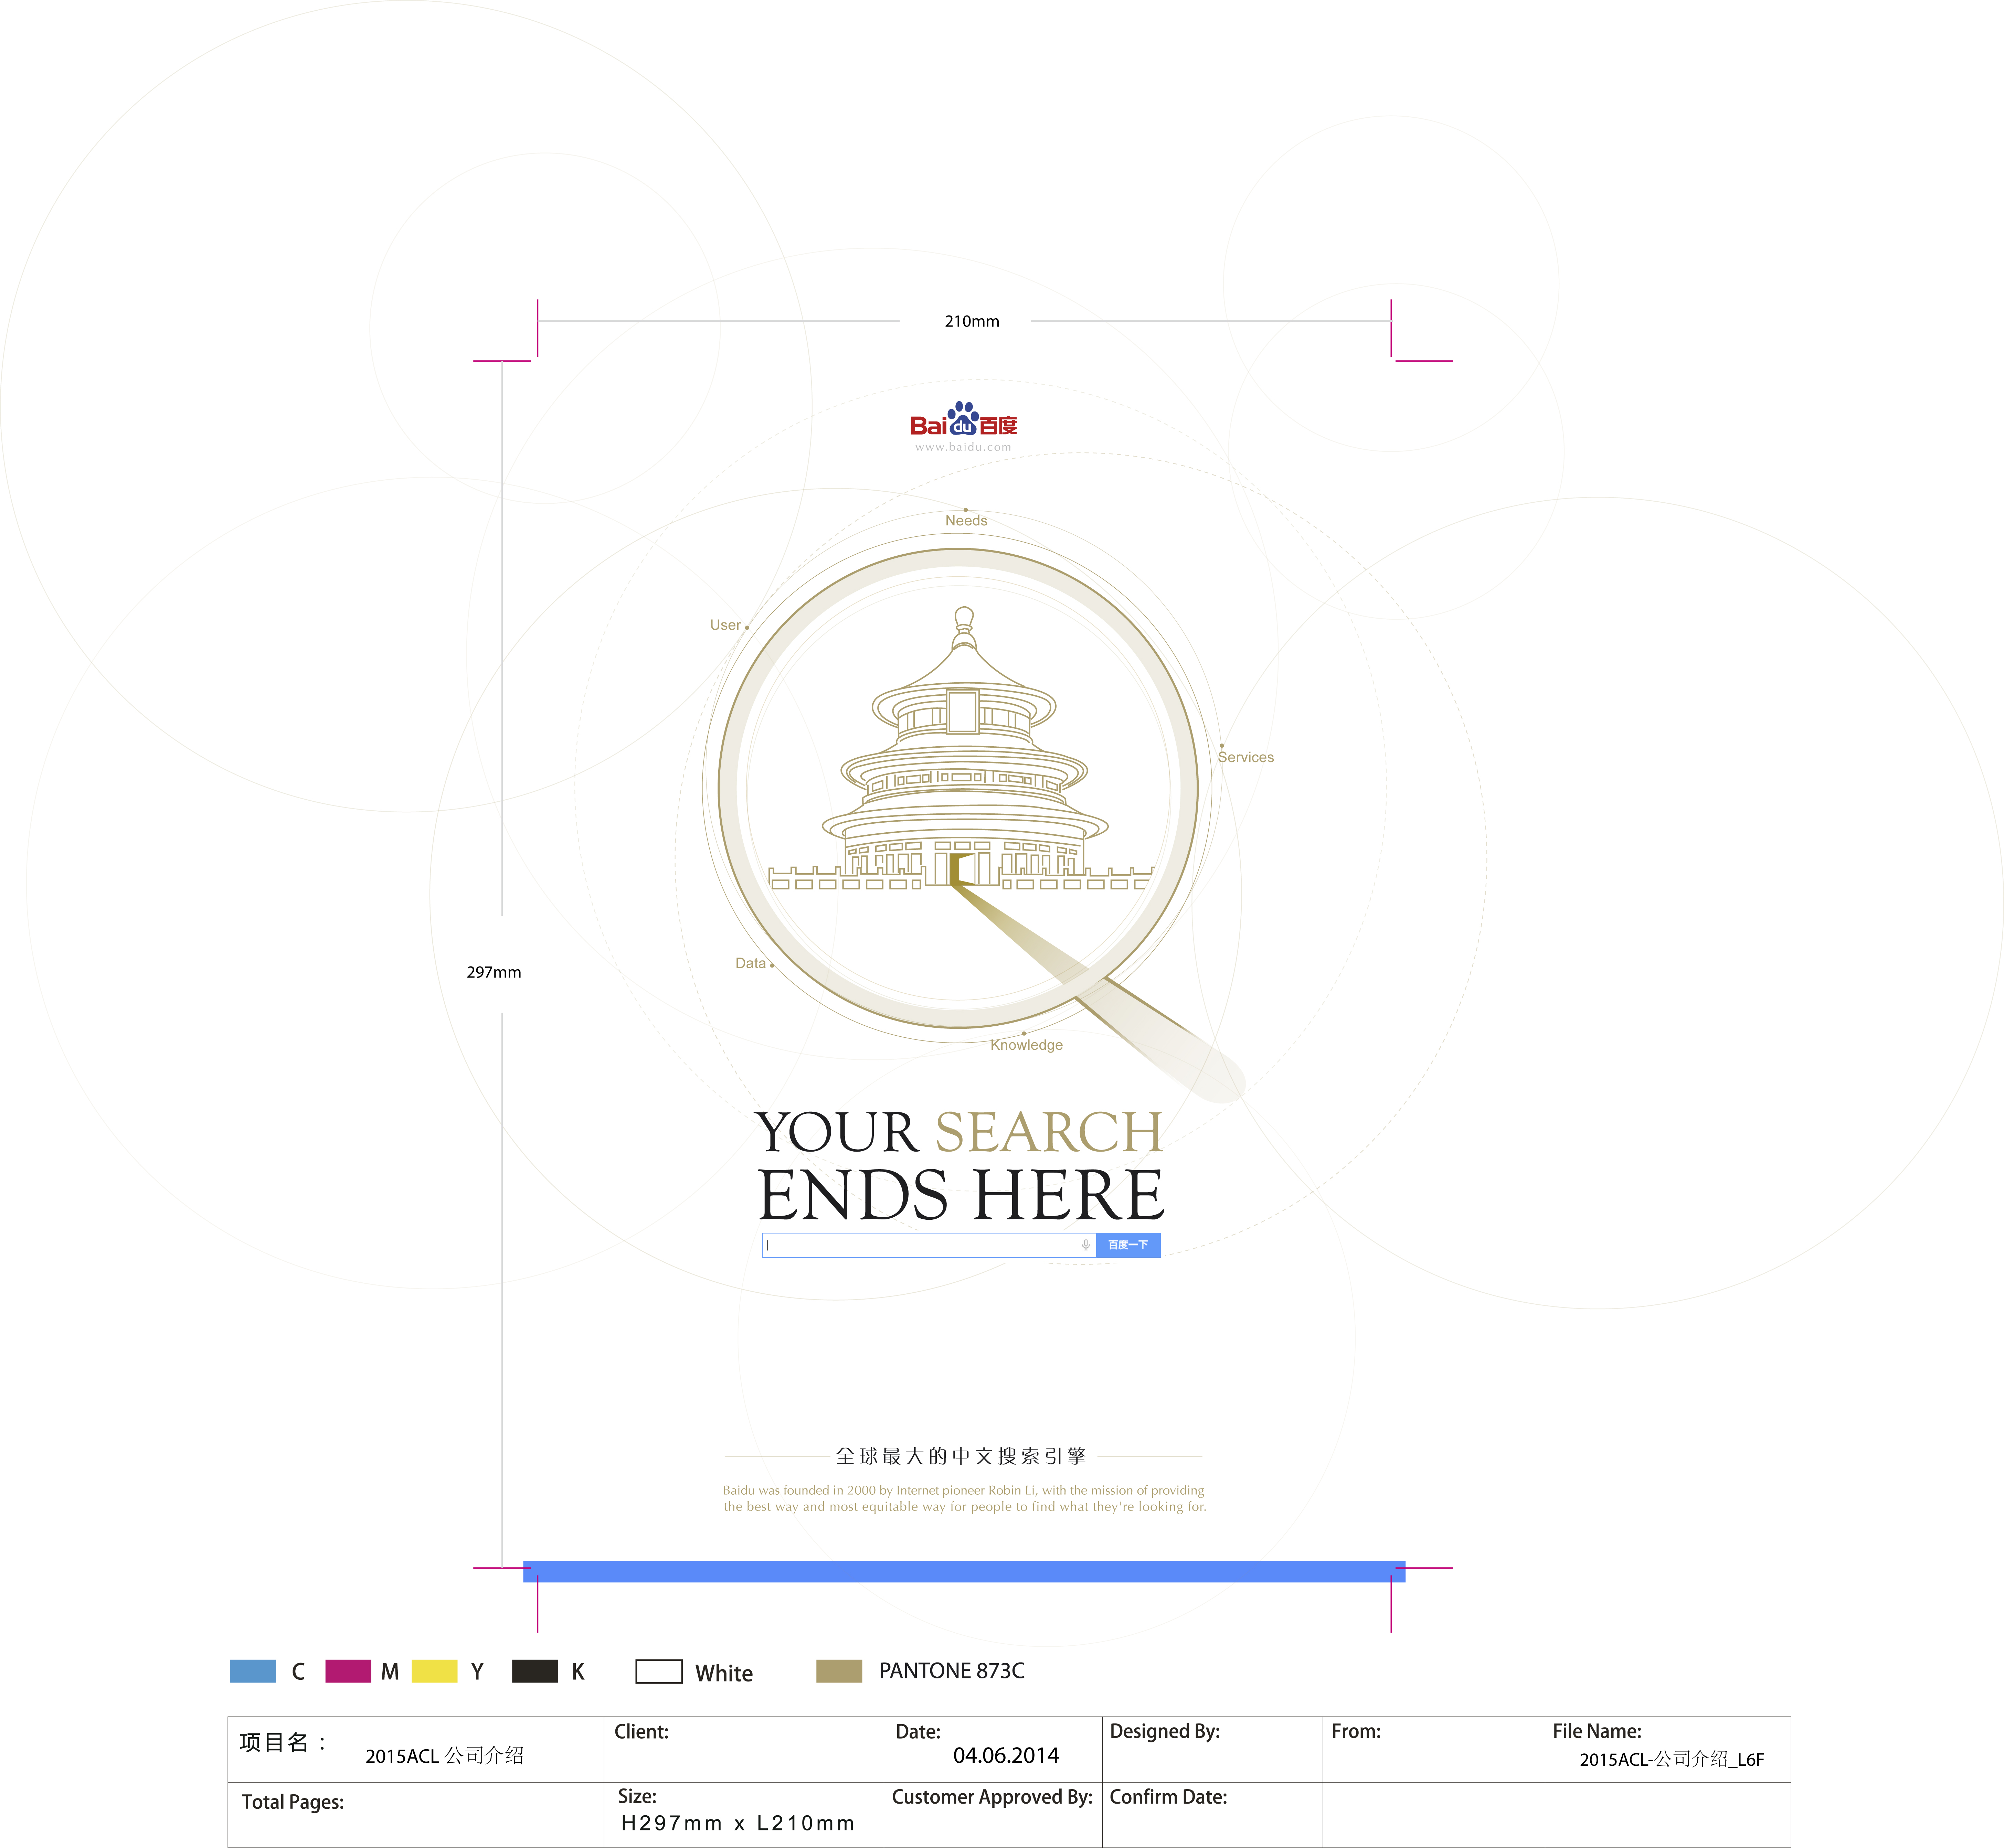 210mm
Baidu百度
www.baidu.com
Needs
User
Services
297mm
Data
Knowledge
YOUR SEARCH
ENDS HERE
百度一下
全球最大的中文搜索引擎
Baidu was founded in 2000 by Internet pioneer Robin Li, with the mission of providing
the best way and most equitable way for people to find what they're looking for.
C M Y K White PANTONE 873C
项目名： 2015ACL 公司介绍
Client:
Date: 04.06.2014
Designed By:
From:
File Name: 2015ACL-公司介绍_L6F
Total Pages:
Size: H297mm x L210mm
Customer Approved By:
Confirm Date: